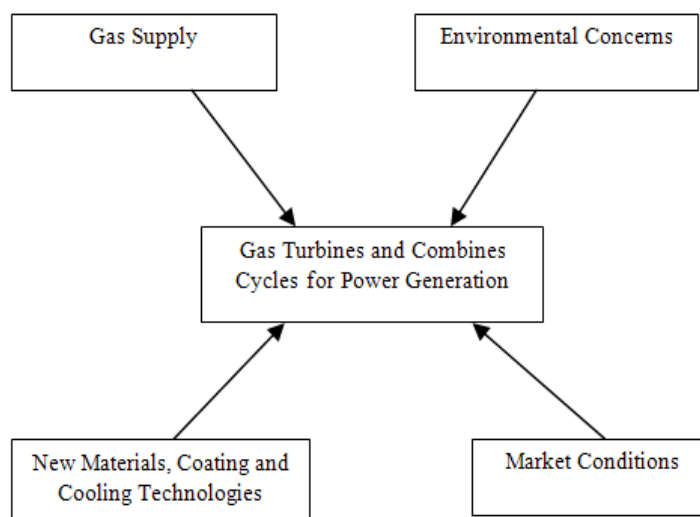 Gas Supply
Environmental Concerns
Gas Turbines and Combines
Cycles for Power Generation
New Materials, Coating and
Cooling Technologies
Market Conditions